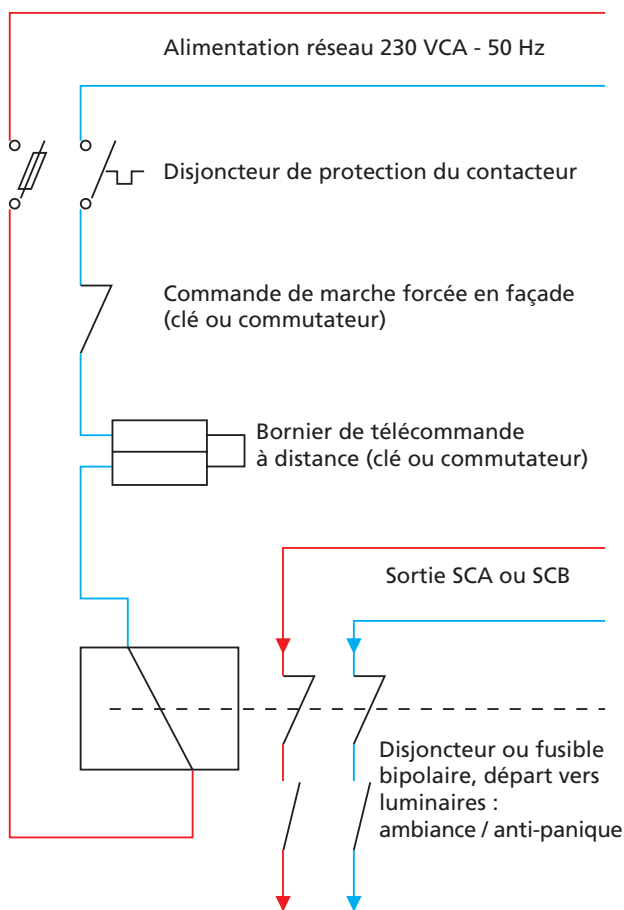 Alimentation réseau 230 VCA - 50 Hz
Disjoncteur de protection du contacteur
Commande de marche forcée en façade
(clé ou commutateur)
Bornier de télécommande
à distance (clé ou commutateur)
Sortie SCA ou SCB
Disjoncteur ou fusible
bipolaire, départ vers
luminaires :
ambiance / anti-panique